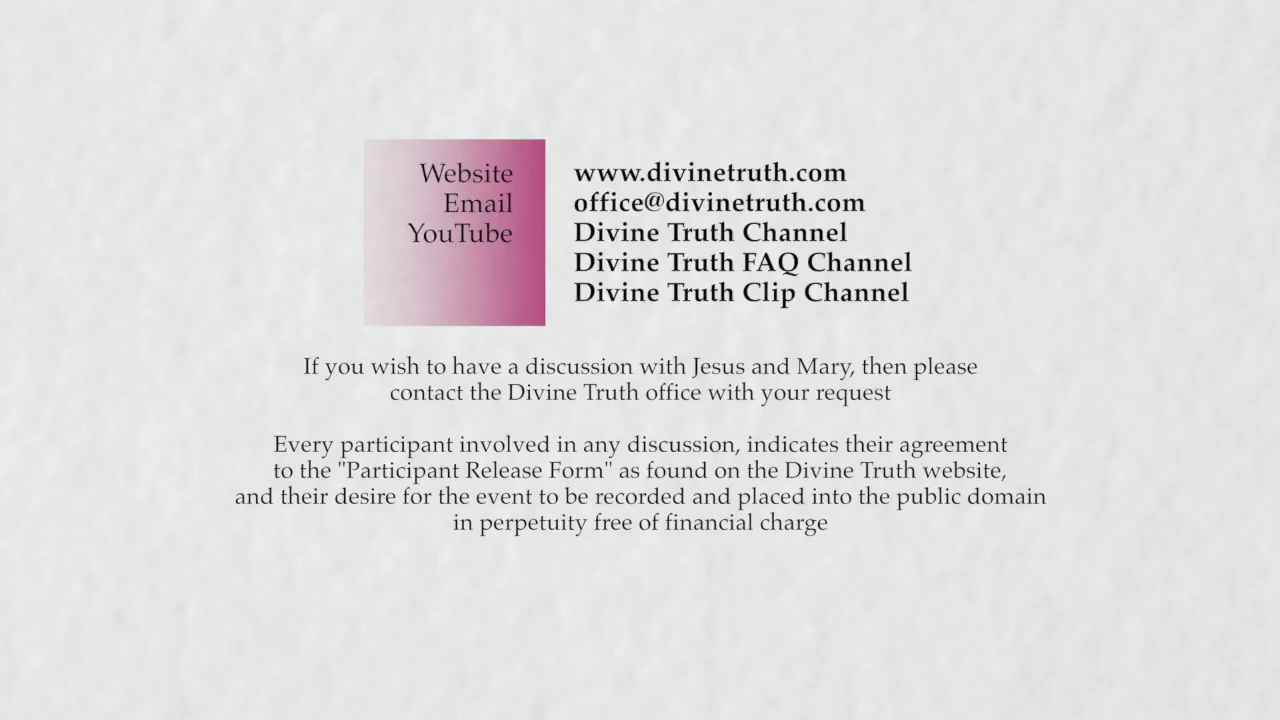 Website www.divinetruth.com
Email office@divinetruth.com
YouTube Divine Truth Channel
Divine Truth FAQ Channel
Divine Truth Clip Channel
If you wish to have a discussion with Jesus and Mary, then please
contact the Divine Truth office with your request
Every participant involved in any discussion, indicates their agreement
to the "Participant Release Form" as found on the Divine Truth website,
and their desire for the event to be recorded and placed into the public domain
in perpetuity free of financial charge